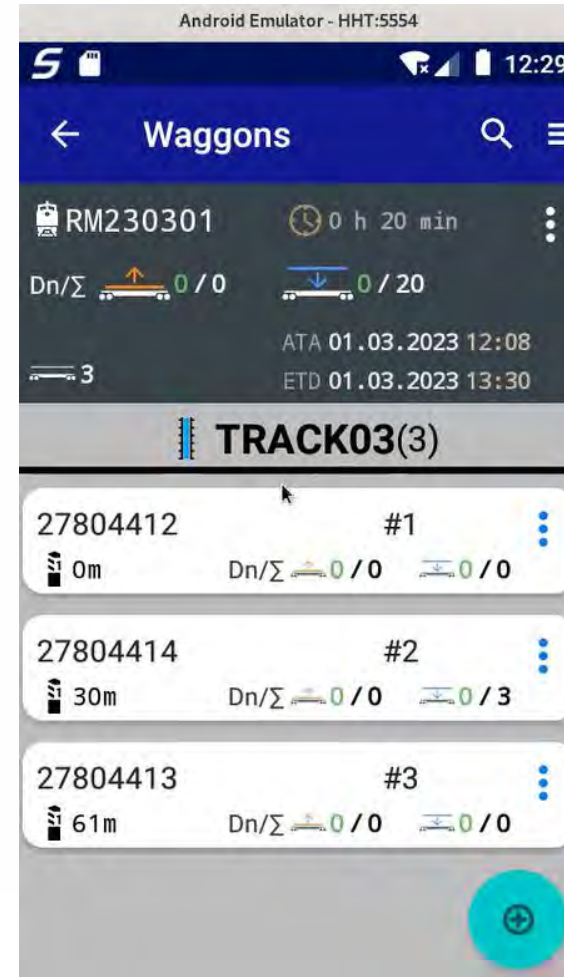 Android Emulator - HHT:5554
12:29
Waggons
RM230301 0 h 20 min
Dn/Σ 0/0 0/20
ATA 01.03.2023 12:08
3 ETD 01.03.2023 13:30
TRACK03(3)
27804412 #1
0m Dn/Σ 0/0 0/0
27804414 #2
30m Dn/Σ 0/0 0/3
27804413 #3
61m Dn/Σ 0/0 0/0